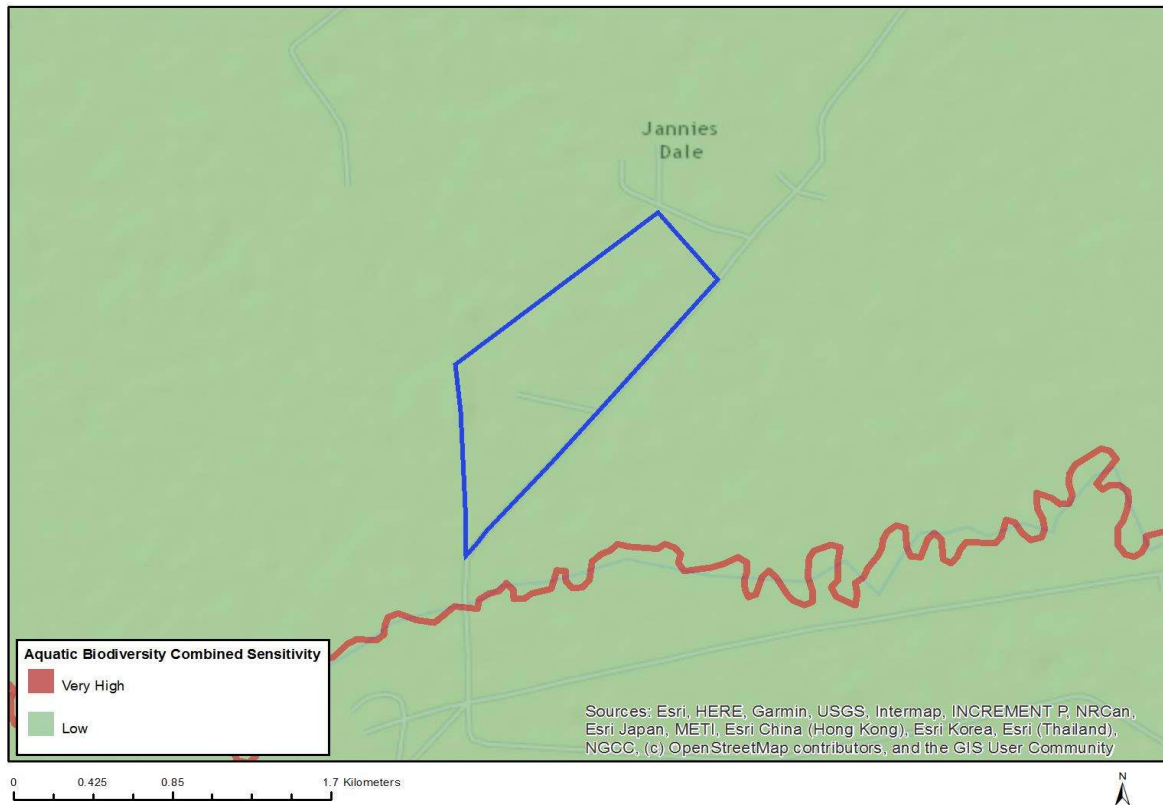 Jannies
Dale
Aquatic Biodiversity Combined Sensitivity
Very High
Low
Sources: Esri, HERE, Garmin, USGS, Intermap, INCREMENT P, NRCan,
Esri Japan, METI, Esri China (Hong Kong), Esri Korea, Esri (Thailand),
NGCC, (c) OpenStreetMap contributors, and the GIS User Community
0 0.425 0.85 1.7 Kilometers
N